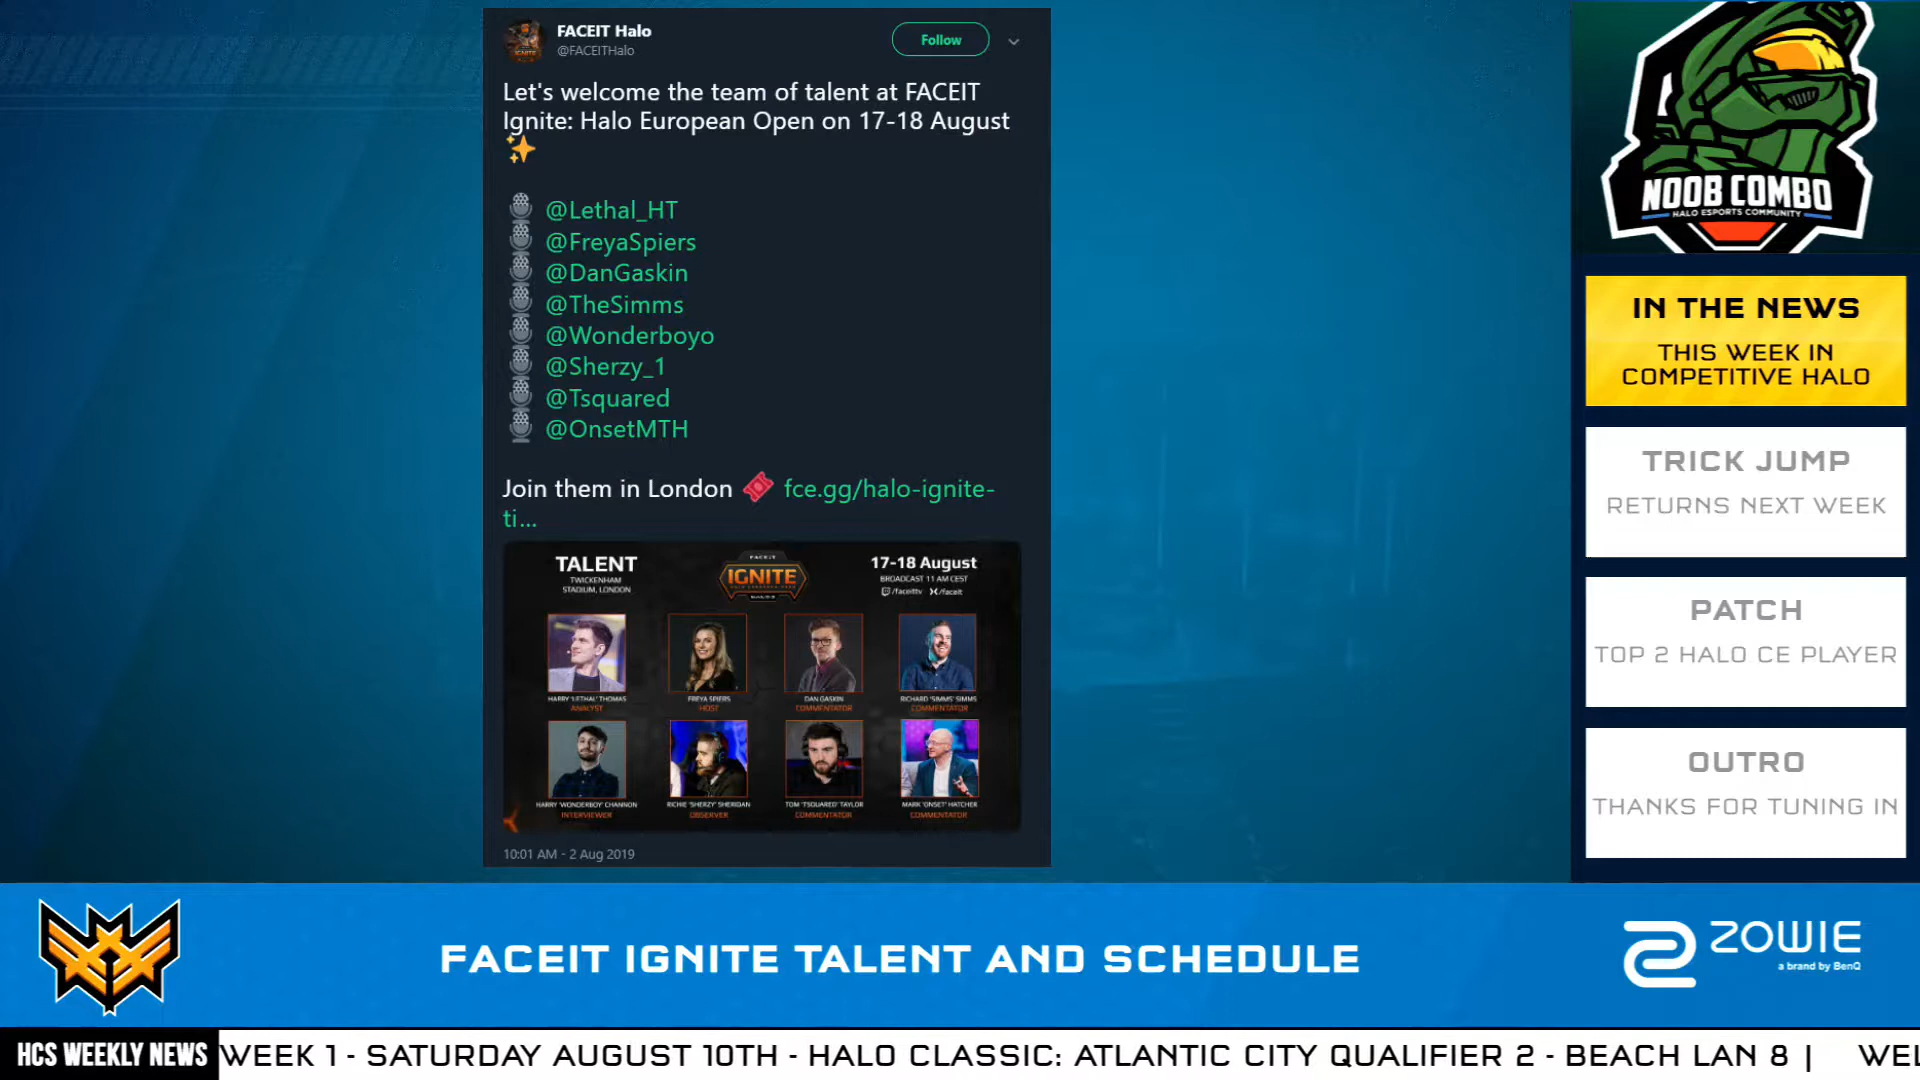 FACEIT Halo
@FACEITHalo
Follow
Let's welcome the team of talent at FACEIT
Ignite: Halo European Open on 17-18 August
@Lethal_HT
@FreyaSpiers
@DanGaskin
@TheSimms
@Wonderboyo
@Sherzy_1
@Tsquared
@OnsetMTH
Join them in London fce.gg/halo-ignite-
ti...
TALENT
TWICKENHAM
STADIUM, LONDON
FACEIT
IGNITE
17-18 August
BROADCAST 11 AM CEST
/faceittv /faceit
HARRY 'LETHAL' THOMAS
ANALYST
FREYA SPIERS
HOST
DAN GASKIN
COMMENTATOR
RICHARD 'SIMMS' SIMMS
COMMENTATOR
HARRY 'WONDERBOY' CHANNON
INTERVIEWER
RICHIE 'SHERZY' SHERIDAN
OBSERVER
TOM 'TSQUARED' TAYLOR
COMMENTATOR
MARK 'ONSET' HATCHER
COMMENTATOR
10:01 AM - 2 Aug 2019
NOOB COMBO
HALO ESPORTS COMMUNITY
IN THE NEWS
THIS WEEK IN
COMPETITIVE HALO
TRICK JUMP
RETURNS NEXT WEEK
PATCH
TOP 2 HALO CE PLAYER
OUTRO
THANKS FOR TUNING IN
FACEIT IGNITE TALENT AND SCHEDULE
ZOWIE
a brand by BenQ
HCS WEEKLY NEWS
WEEK 1 - SATURDAY AUGUST 10TH - HALO CLASSIC: ATLANTIC CITY QUALIFIER 2 - BEACH LAN 8 | WEL